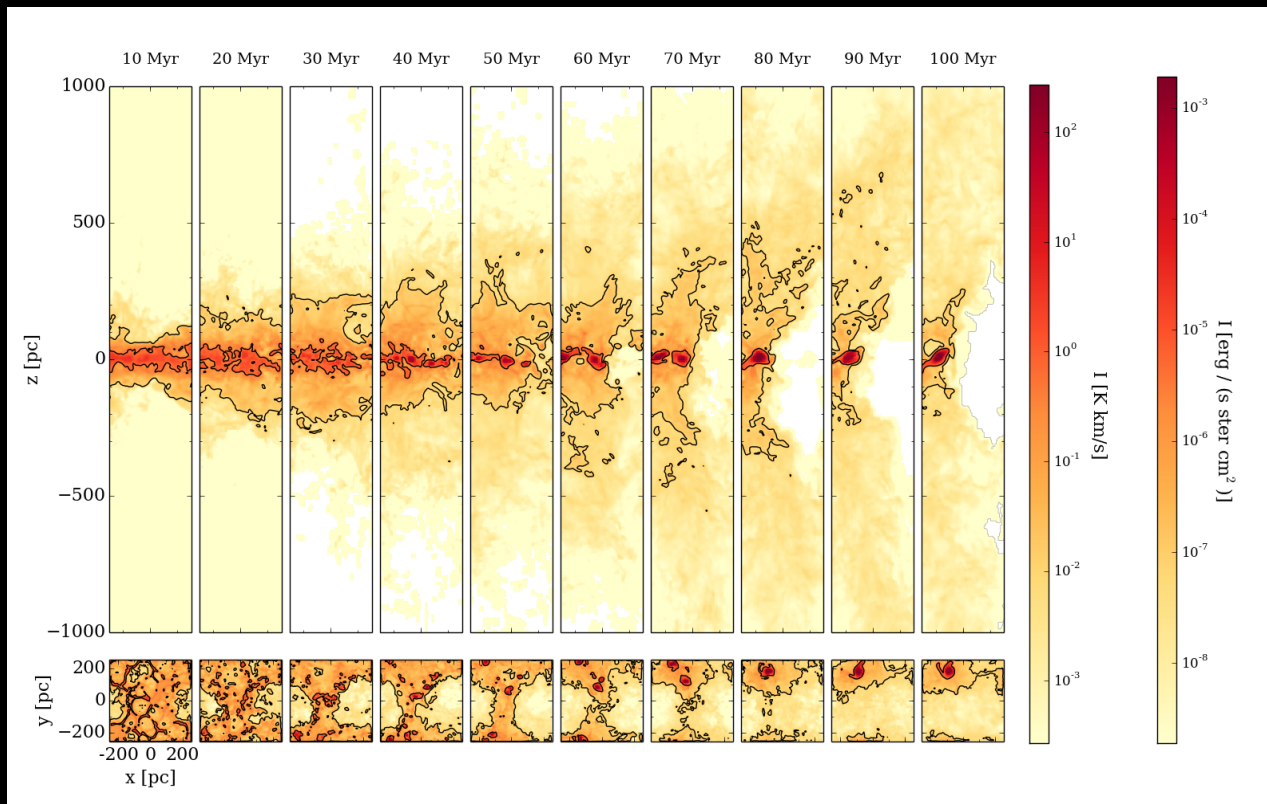 10 Myr 20 Myr 30 Myr 40 Myr 50 Myr 60 Myr 70 Myr 80 Myr 90 Myr 100 Myr
1000
500
0
−500
−1000
z [pc]
200
0
−200
y [pc]
-200 0 200
x [pc]
10²
10¹
10⁰
10⁻¹
10⁻²
10⁻³
I [K km/s]
10⁻³
10⁻⁴
10⁻⁵
10⁻⁶
10⁻⁷
10⁻⁸
I [erg / (s ster cm² )]